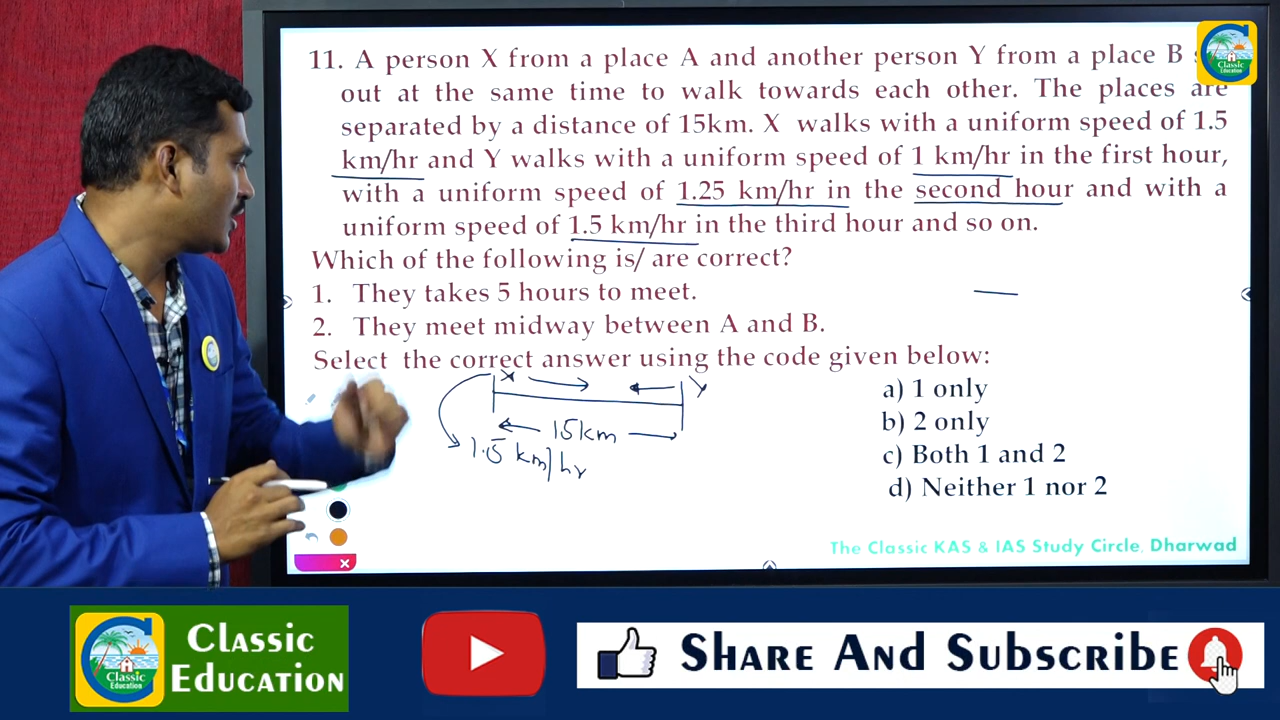 11. A person X from a place A and another person Y from a place B
out at the same time to walk towards each other. The places are
separated by a distance of 15km. X walks with a uniform speed of 1.5
km/hr and Y walks with a uniform speed of 1 km/hr in the first hour,
with a uniform speed of 1.25 km/hr in the second hour and with a
uniform speed of 1.5 km/hr in the third hour and so on.
Which of the following is/ are correct?
1. They takes 5 hours to meet.
2. They meet midway between A and B.
Select the correct answer using the code given below:
a) 1 only
b) 2 only
c) Both 1 and 2
d) Neither 1 nor 2
X
Y
15km
1.5 km/hr
The Classic KAS & IAS Study Circle, Dharwad
Classic
Education
Classic
Education
Classic
Education
Classic
Education
SHARE AND SUBSCRIBE